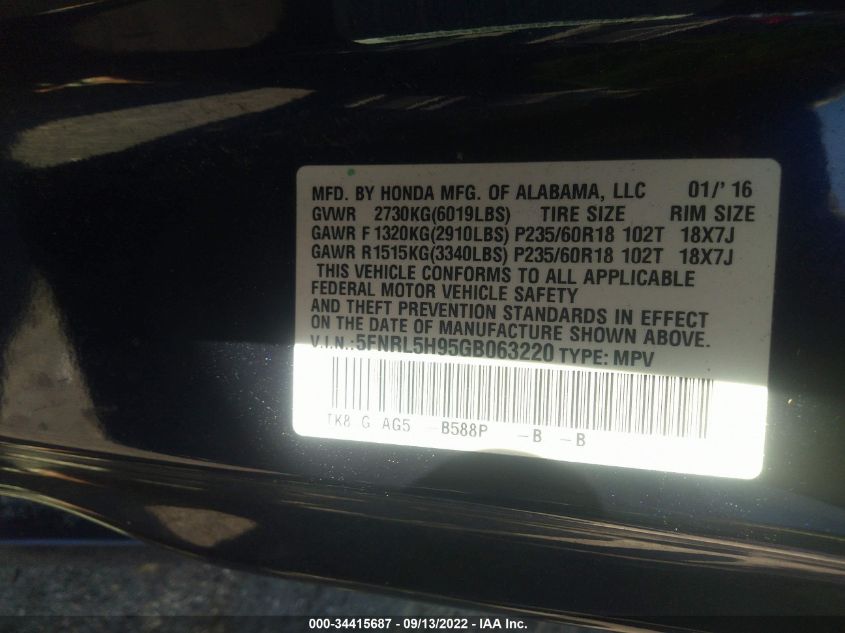 MFD. BY HONDA MFG. OF ALABAMA, LLC 01/'16
GVWR 2730KG(6019LBS) TIRE SIZE RIM SIZE
GAWR F1320KG(2910LBS) P235/60R18 102T 18X7J
GAWR R1515KG(3340LBS) P235/60R18 102T 18X7J
THIS VEHICLE CONFORMS TO ALL APPLICABLE
FEDERAL MOTOR VEHICLE SAFETY
AND THEFT PREVENTION STANDARDS IN EFFECT
ON THE DATE OF MANUFACTURE SHOWN ABOVE.
V.I.N.:5FNRL5H95GB063220 TYPE: MPV
TK8 G AG5 -B588P -B -B
000-34415687 - 09/13/2022 - IAA Inc.